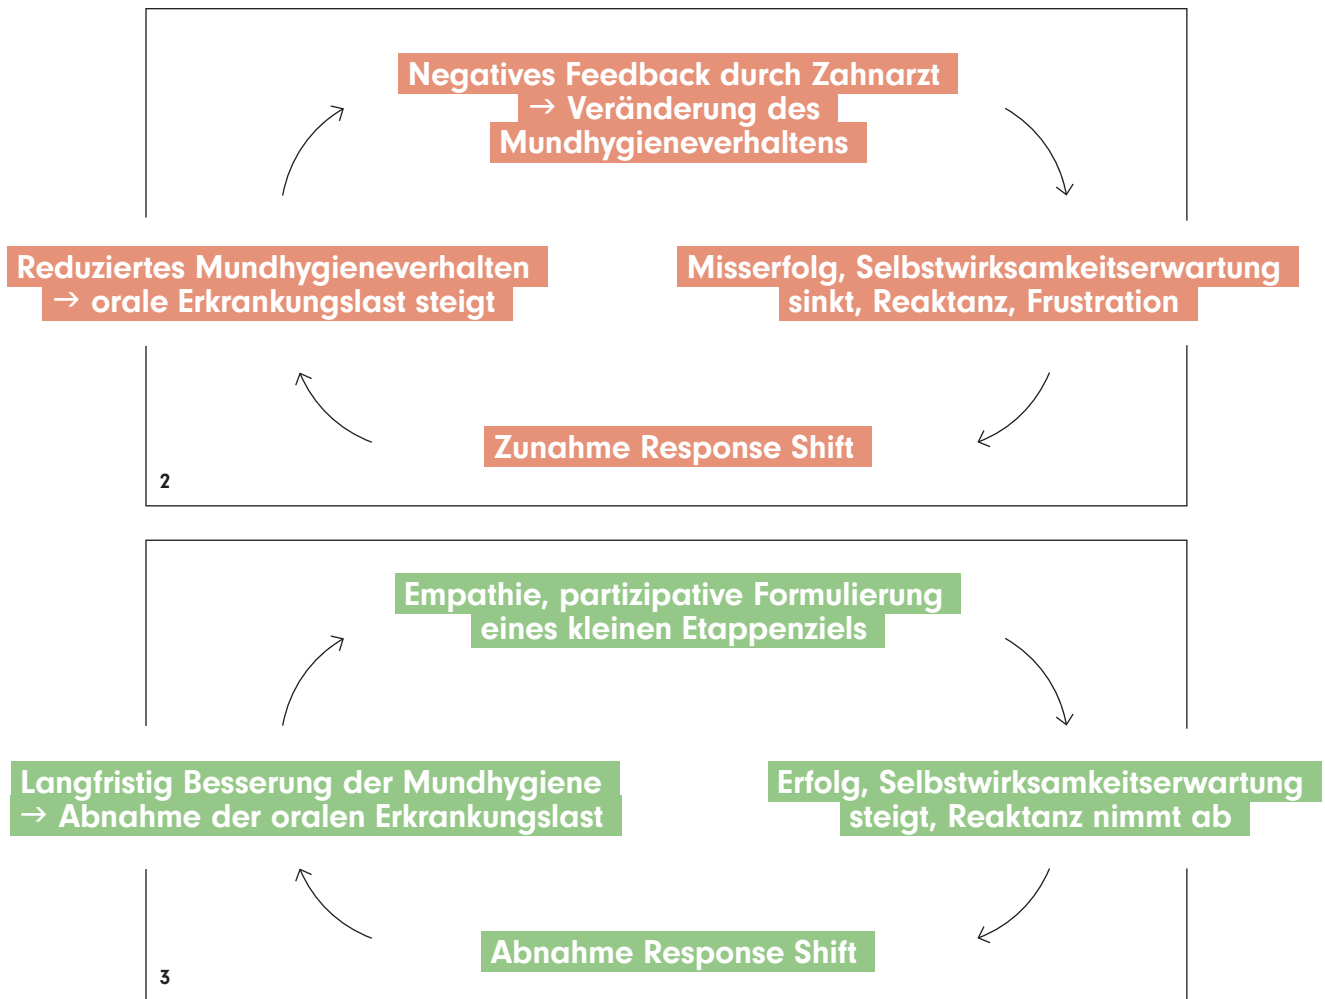 Negatives Feedback durch Zahnarzt
→ Veränderung des
Mundhygieneverhaltens
Reduziertes Mundhygieneverhalten
→ orale Erkrankungslast steigt
Misserfolg, Selbstwirksamkeitserwartung
sinkt, Reaktanz, Frustration
Zunahme Response Shift
2
Empathie, partizipative Formulierung
eines kleinen Etappenziels
Langfristig Besserung der Mundhygiene
→ Abnahme der oralen Erkrankungslast
Erfolg, Selbstwirksamkeitserwartung
steigt, Reaktanz nimmt ab
Abnahme Response Shift
3